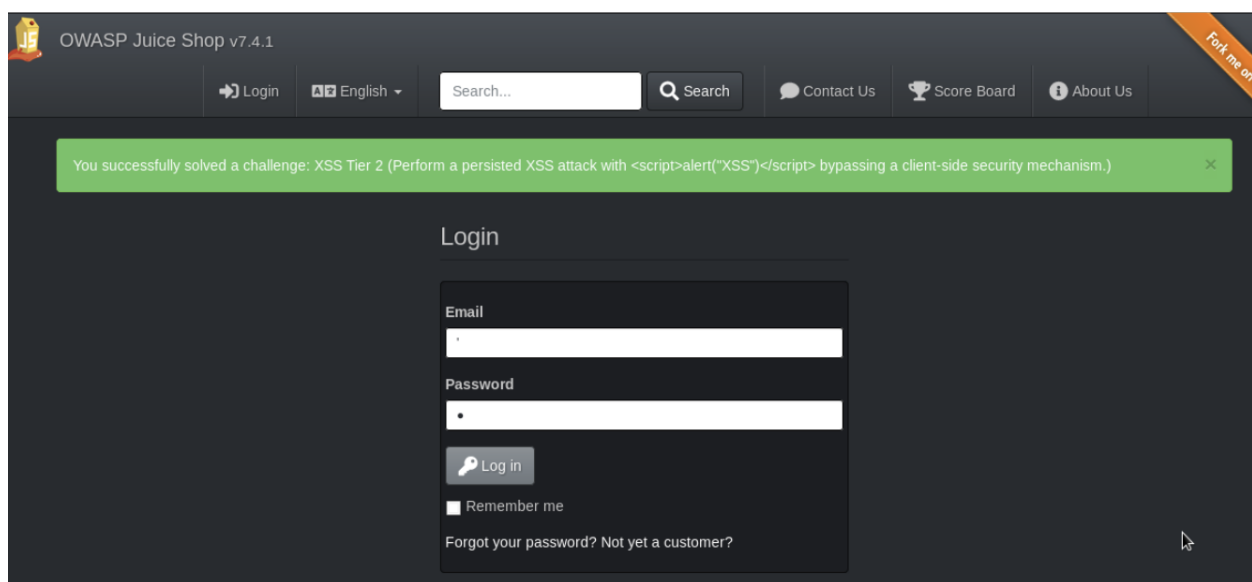 OWASP Juice Shop v7.4.1
Fork me on
Login English Search... Search Contact Us Score Board About Us
You successfully solved a challenge: XSS Tier 2 (Perform a persisted XSS attack with <script>alert("XSS")</script> bypassing a client-side security mechanism.) ×
Login
Email
'
Password
•
Log in
Remember me
Forgot your password? Not yet a customer?